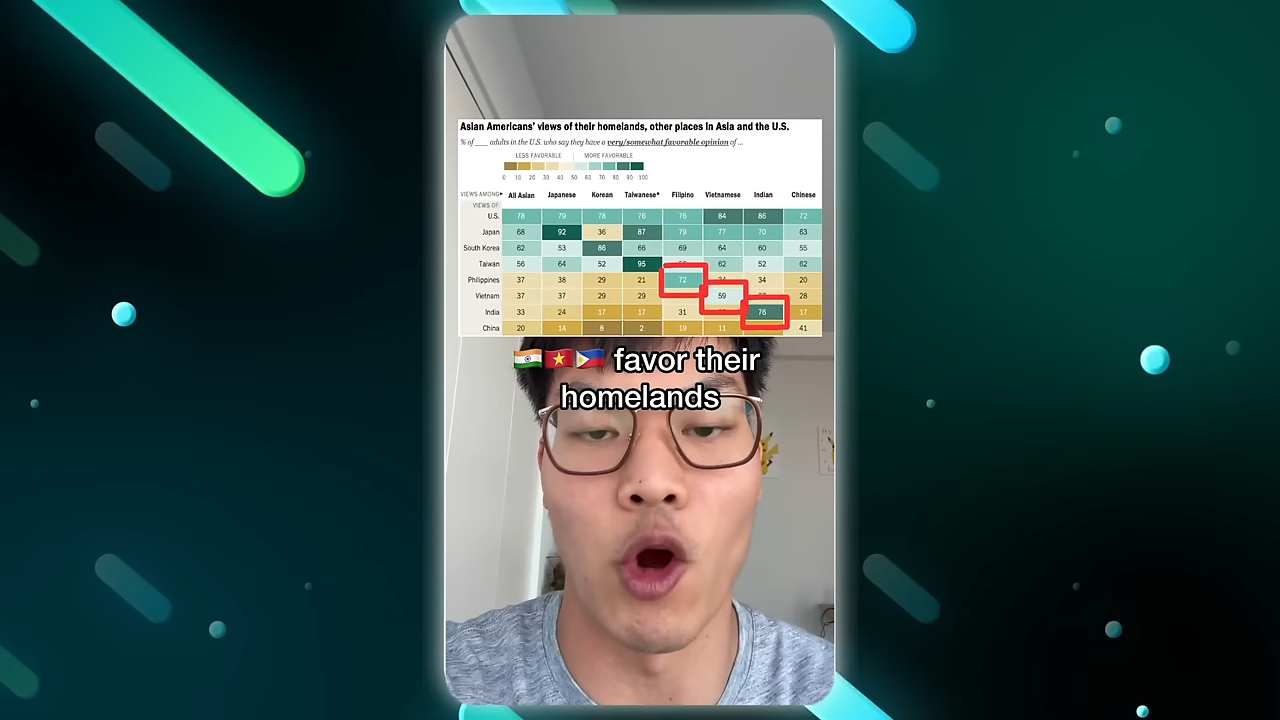 Asian Americans' views of their homelands, other places in Asia and the U.S.
% of ___ adults in the U.S. who say they have a very/somewhat favorable opinion of ...
LESS FAVORABLE MORE FAVORABLE
0 10 20 30 40 50 60 70 80 90 100
VIEWS AMONG▸ All Asian Japanese Korean Taiwanese* Filipino Vietnamese Indian Chinese
VIEWS OF:
U.S. 78 79 78 76 76 84 86 72
Japan 68 92 36 87 79 77 70 63
South Korea 62 53 86 66 69 64 60 55
Taiwan 56 64 52 95 62 52 62
Philippines 37 38 29 21 72 34 20
Vietnam 37 37 29 29 59 28
India 33 24 17 17 31 76 17
China 20 14 8 2 19 11 41
🇮🇳🇻🇳🇵🇭 favor their
homelands